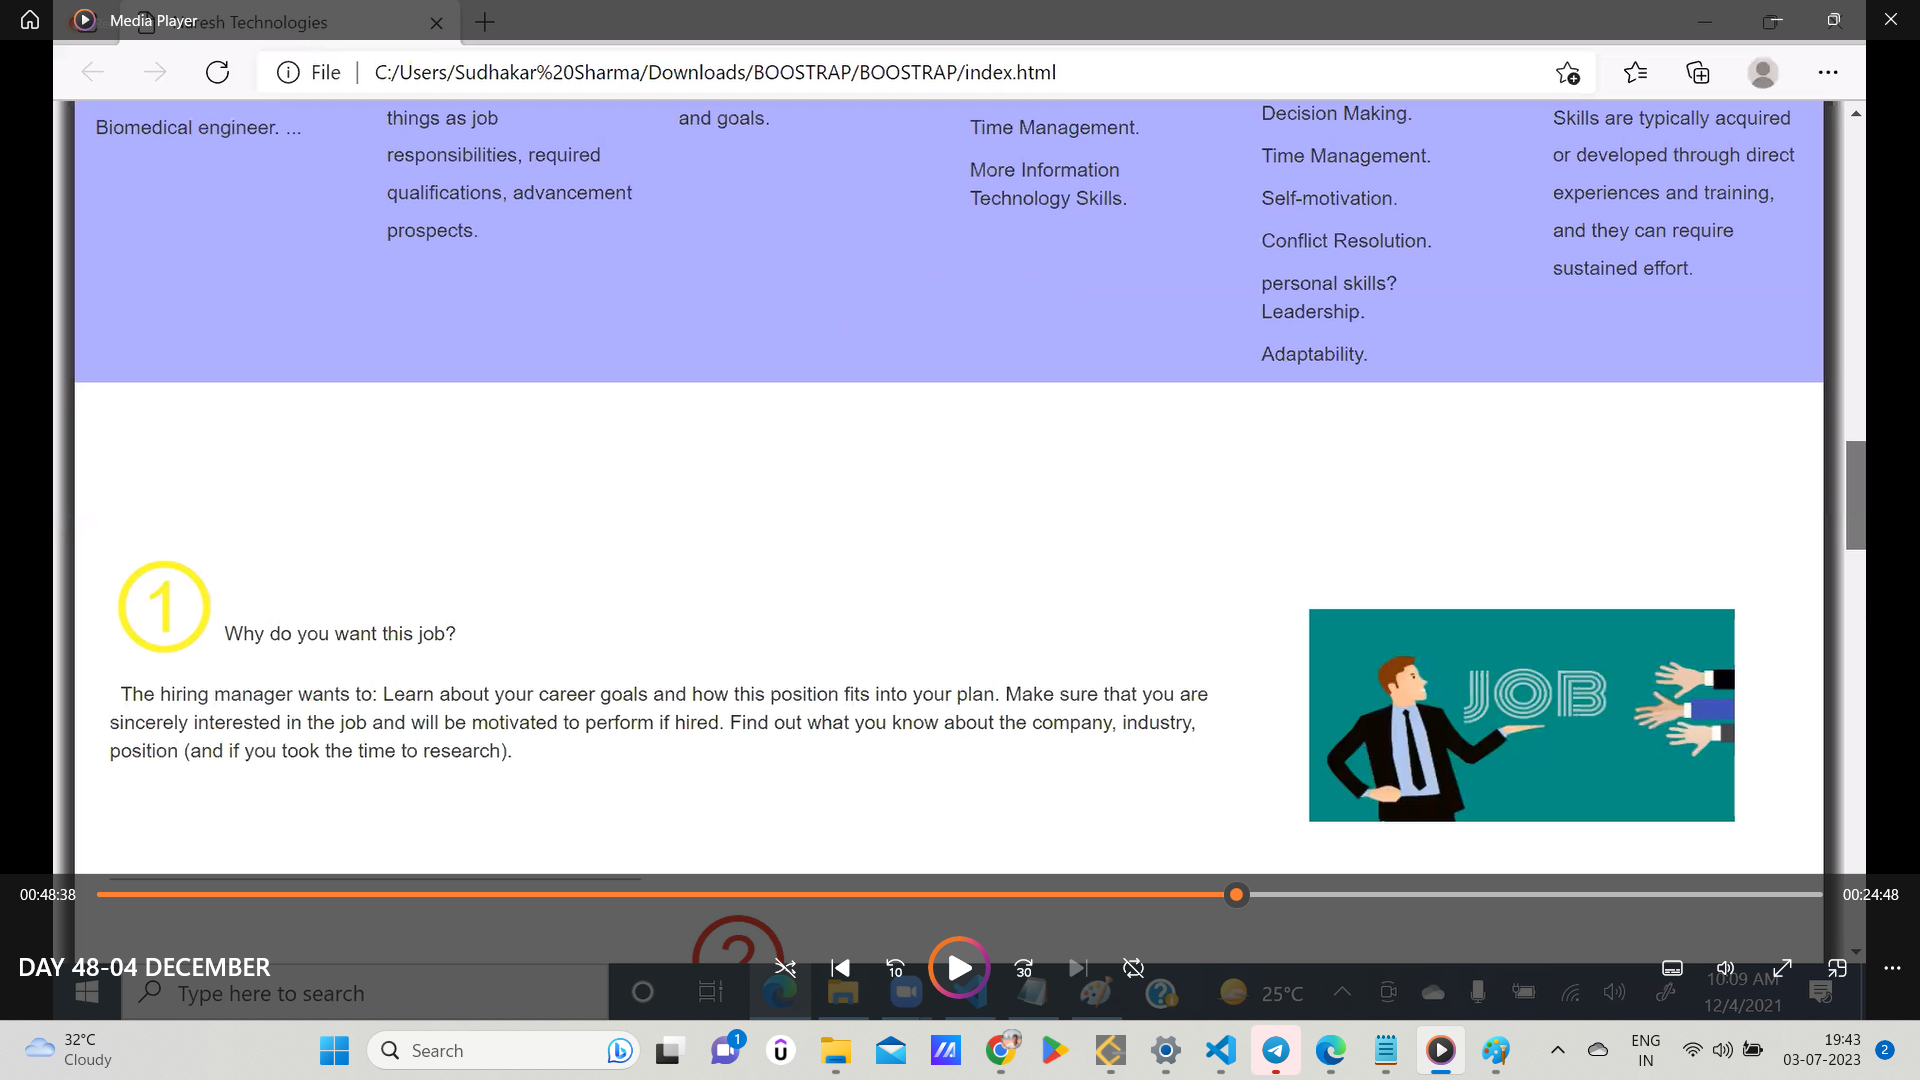 Media Player
resh Technologies
File
C:/Users/Sudhakar%20Sharma/Downloads/BOOSTRAP/BOOSTRAP/index.html
Biomedical engineer. ...
things as job
responsibilities, required
qualifications, advancement
prospects.
and goals.
Time Management.
More Information
Technology Skills.
Decision Making.
Time Management.
Self-motivation.
Conflict Resolution.
personal skills?
Leadership.
Adaptability.
Skills are typically acquired
or developed through direct
experiences and training,
and they can require
sustained effort.
1
Why do you want this job?
The hiring manager wants to: Learn about your career goals and how this position fits into your plan. Make sure that you are
sincerely interested in the job and will be motivated to perform if hired. Find out what you know about the company, industry,
position (and if you took the time to research).
JOB
00:48:38
00:24:48
2
DAY 48-04 DECEMBER
10
30
Type here to search
25°C
10:09 AM
12/4/2021
32°C
Cloudy
Search
1
ENG
IN
19:43
03-07-2023
2